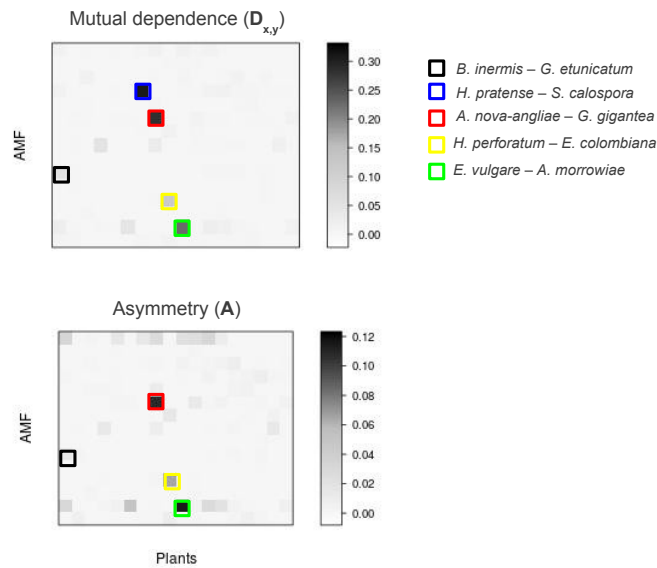 Mutual dependence (D x,y)
AMF
0.30
0.25
0.20
0.15
0.10
0.05
0.00
B. inermis – G. etunicatum
H. pratense – S. calospora
A. nova-angliae – G. gigantea
H. perforatum – E. colombiana
E. vulgare – A. morrowiae
Asymmetry (A)
AMF
0.12
0.10
0.08
0.06
0.04
0.02
0.00
Plants